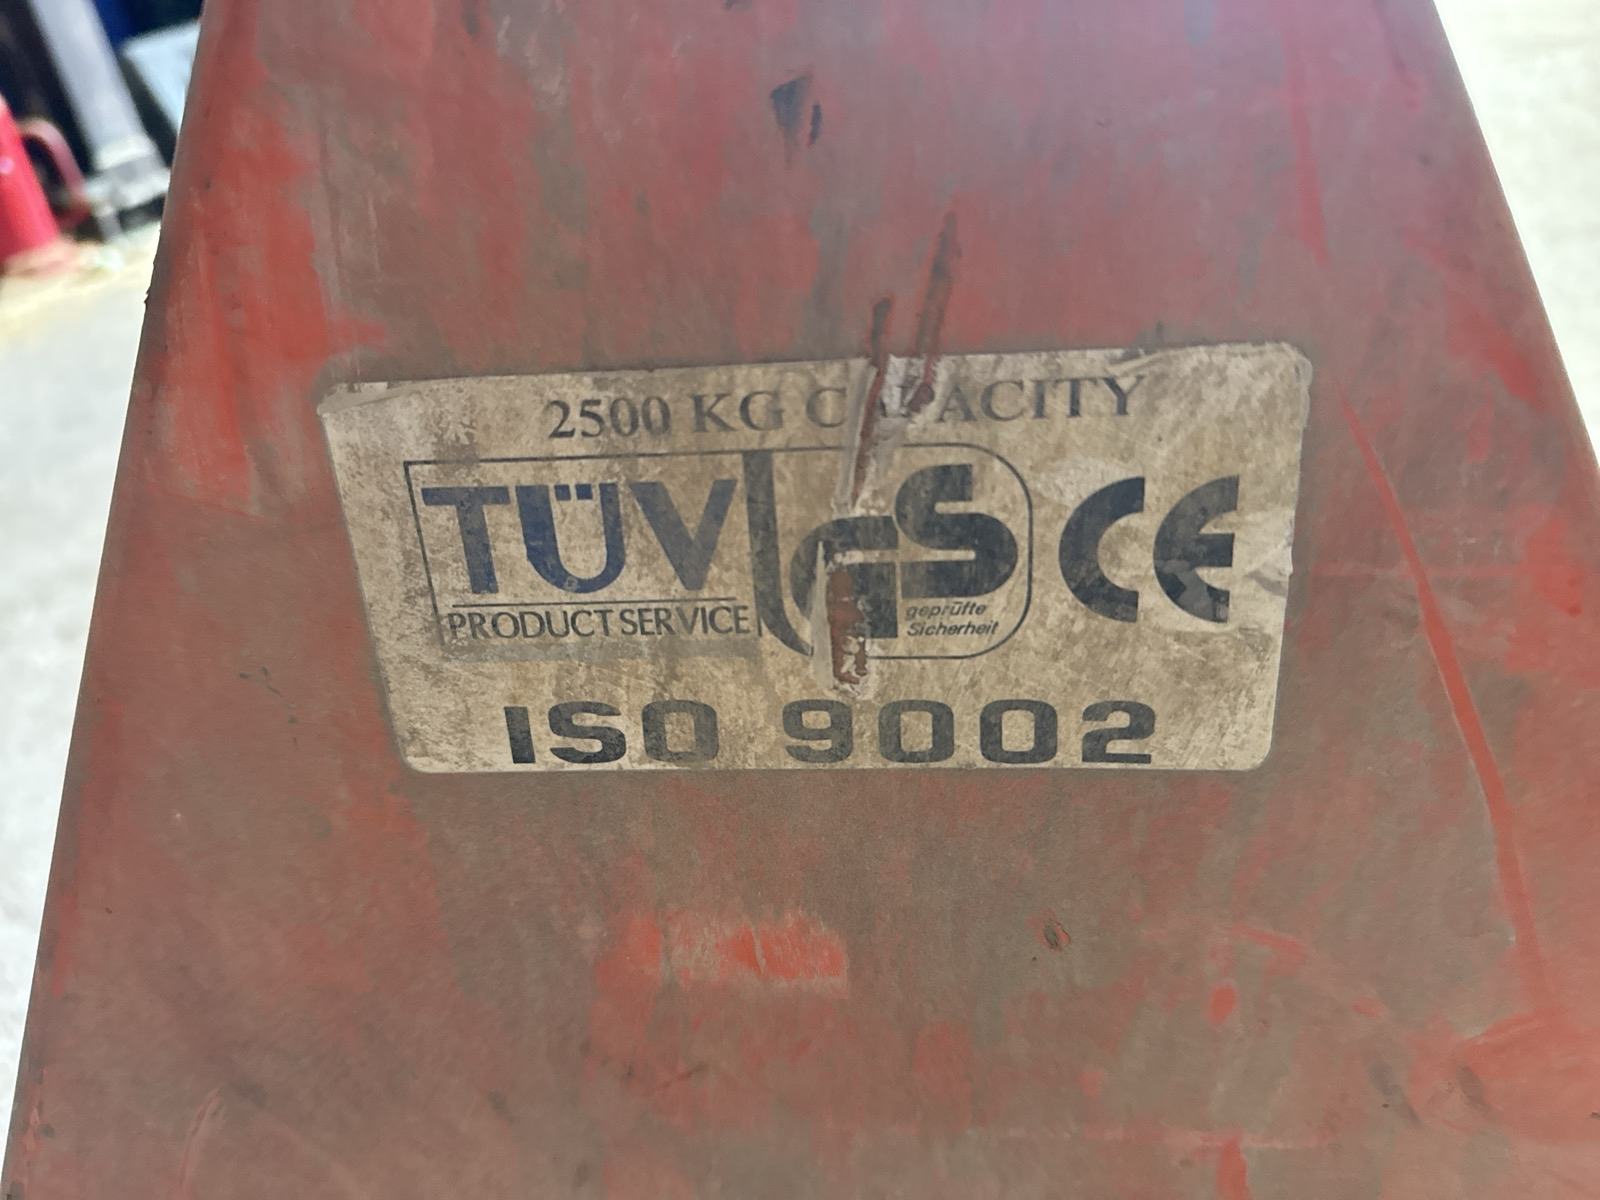 2500 KG CAPACITY
TÜV GS CE
PRODUCT SERVICE
geprüfte
Sicherheit
ISO 9002